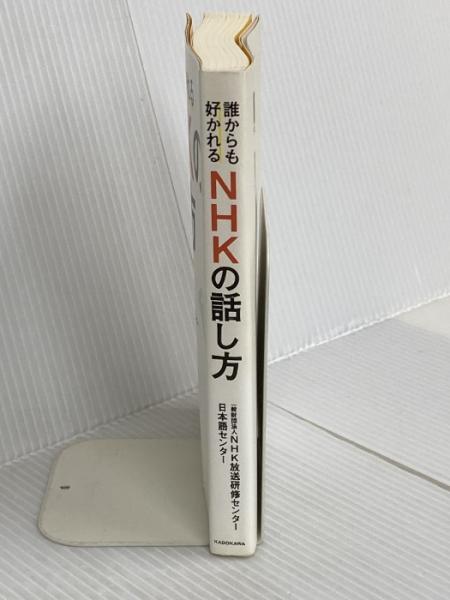 誰からも
好かれる
NHKの話し方
一般財団法人NHK放送研修センター
日本語センター
KADOKAWA